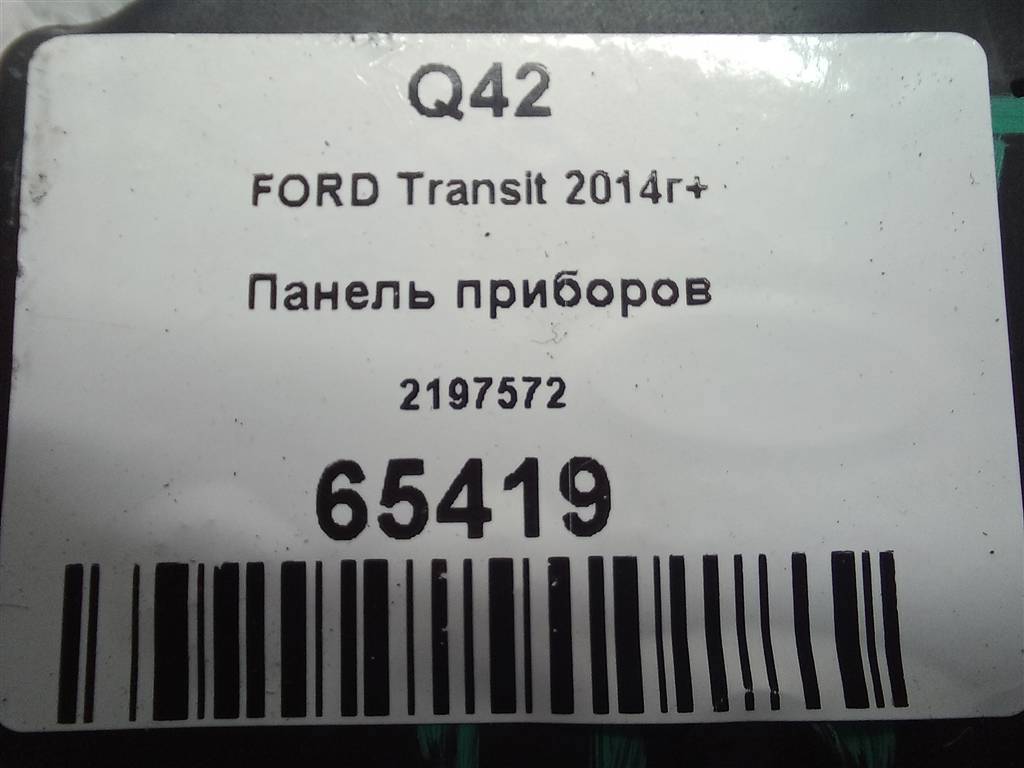 Q42
FORD Transit 2014г+
Панель приборов
2197572
65419